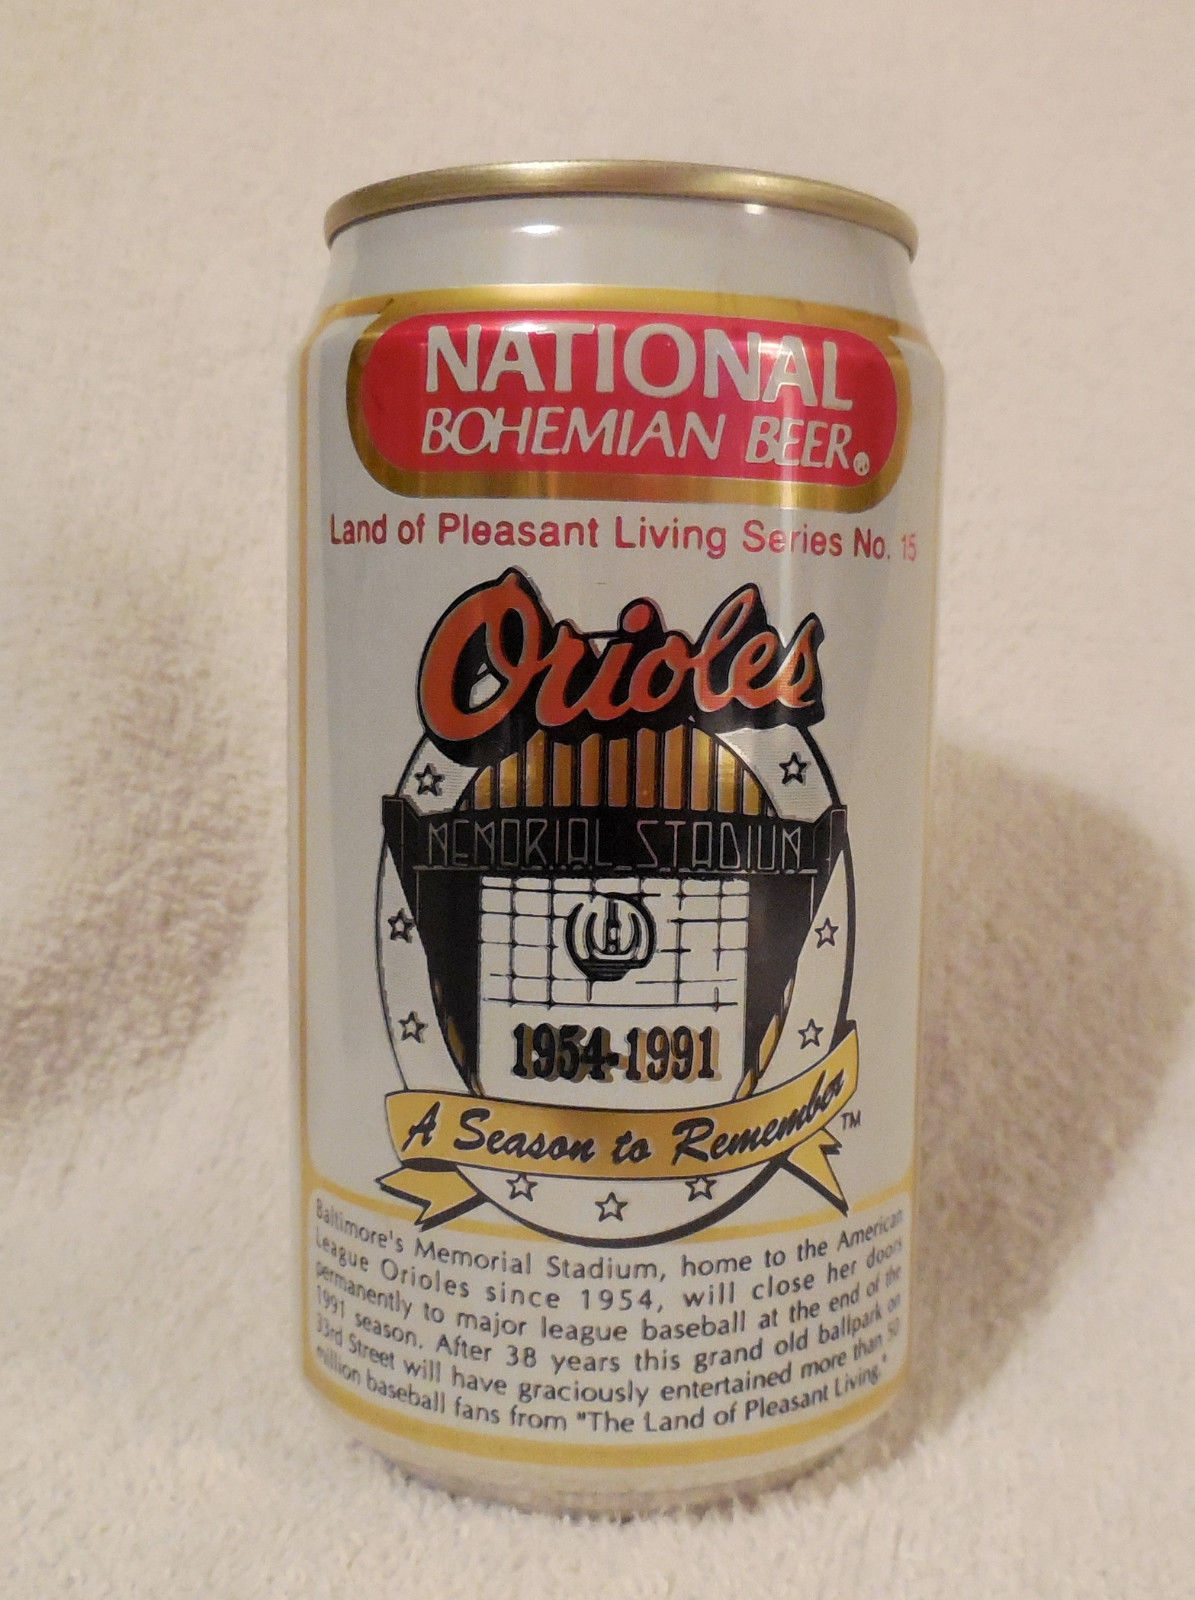 NATIONAL
BOHEMIAN BEER®
Land of Pleasant Living Series No. 15
Orioles
MEMORIAL STADIUM
1954-1991
A Season to Remember
TM
Baltimore's Memorial Stadium, home to the American
League Orioles since 1954, will close her doors
permanently to major league baseball at the end of the
1991 season. After 38 years this grand old ballpark on
33rd Street will have graciously entertained more than 50
million baseball fans from "The Land of Pleasant Living."